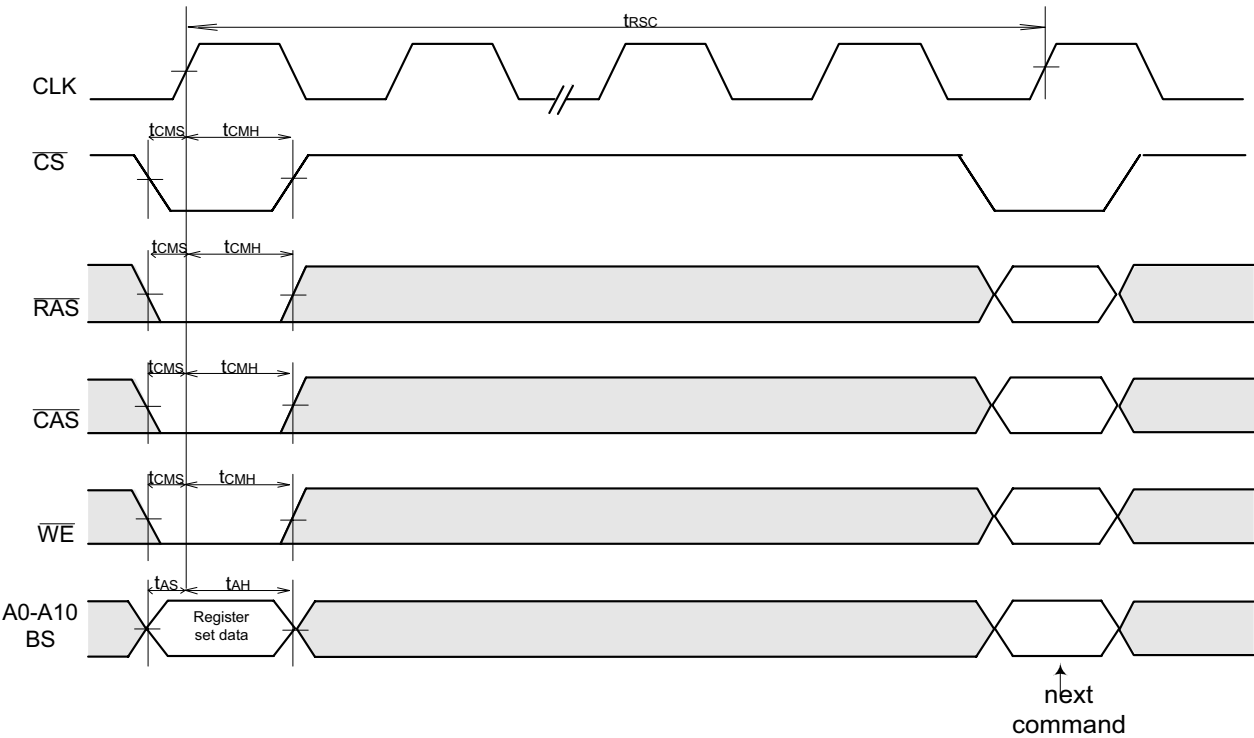 tRSC
CLK
tCMS tCMH
CS
tCMS tCMH
RAS
tCMS tCMH
CAS
tCMS tCMH
WE
tAS tAH
A0-A10
BS
Register
set data
next
command